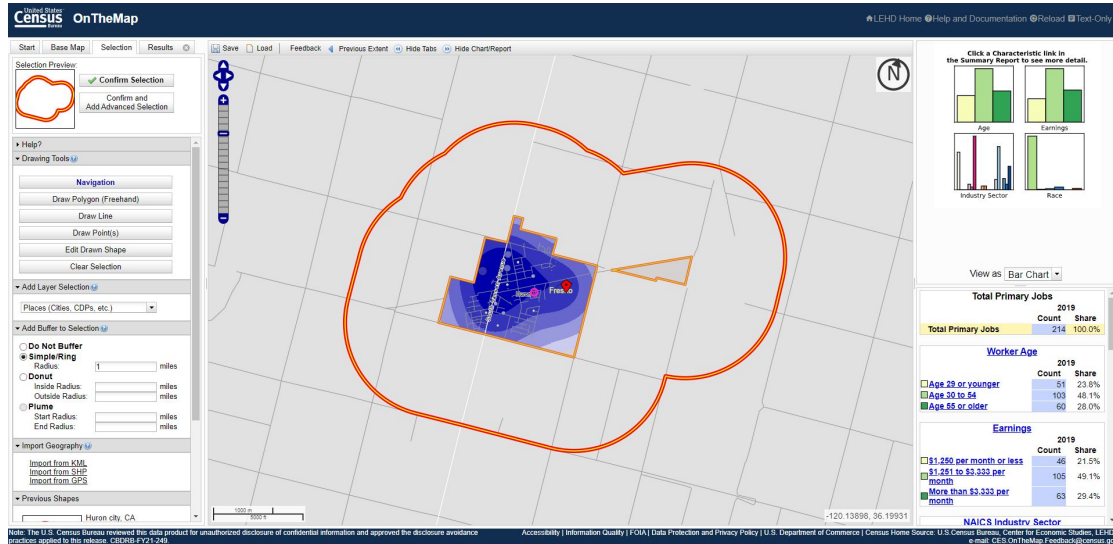 United States
Census
Bureau
OnTheMap
LEHD Home Help and Documentation Reload Text-Only
Start Base Map Selection Results
Save Load Feedback Previous Extent Hide Tabs Hide Chart/Report
Selection Preview:
Confirm Selection
Confirm and
Add Advanced Selection
Help?
Drawing Tools
Navigation
Draw Polygon (Freehand)
Draw Line
Draw Point(s)
Edit Drawn Shape
Clear Selection
Add Layer Selection
Places (Cities, CDPs, etc.)
Add Buffer to Selection
Do Not Buffer
Simple/Ring
Radius: 1 miles
Donut
Inside Radius: miles
Outside Radius: miles
Plume
Start Radius: miles
End Radius: miles
Import Geography
Import from KML
Import from SHP
Import from GPS
Previous Shapes
Huron city, CA
N
1000 m
5000 ft
-120.13898, 36.19931
Click a Characteristic link in
the Summary Report to see more detail.
Age
Earnings
Industry Sector
Race
View as Bar Chart
Total Primary Jobs
2019
Count Share
Total Primary Jobs 214 100.0%
Worker Age
2019
Count Share
Age 29 or younger 51 23.8%
Age 30 to 54 103 48.1%
Age 55 or older 60 28.0%
Earnings
2019
Count Share
$1,250 per month or less 46 21.5%
$1,251 to $3,333 per
month 105 49.1%
More than $3,333 per
month 63 29.4%
NAICS Industry Sector
Note: The U.S. Census Bureau reviewed this data product for unauthorized disclosure of confidential information and approved the disclosure avoidance
practices applied to this release. CBDRB-FY21-249.
Accessibility | Information Quality | FOIA | Data Protection and Privacy Policy | U.S. Department of Commerce | Census Home Source: U.S.Census Bureau, Center for Economic Studies, LEHD
e-mail: CES.OnTheMap.Feedback@census.go